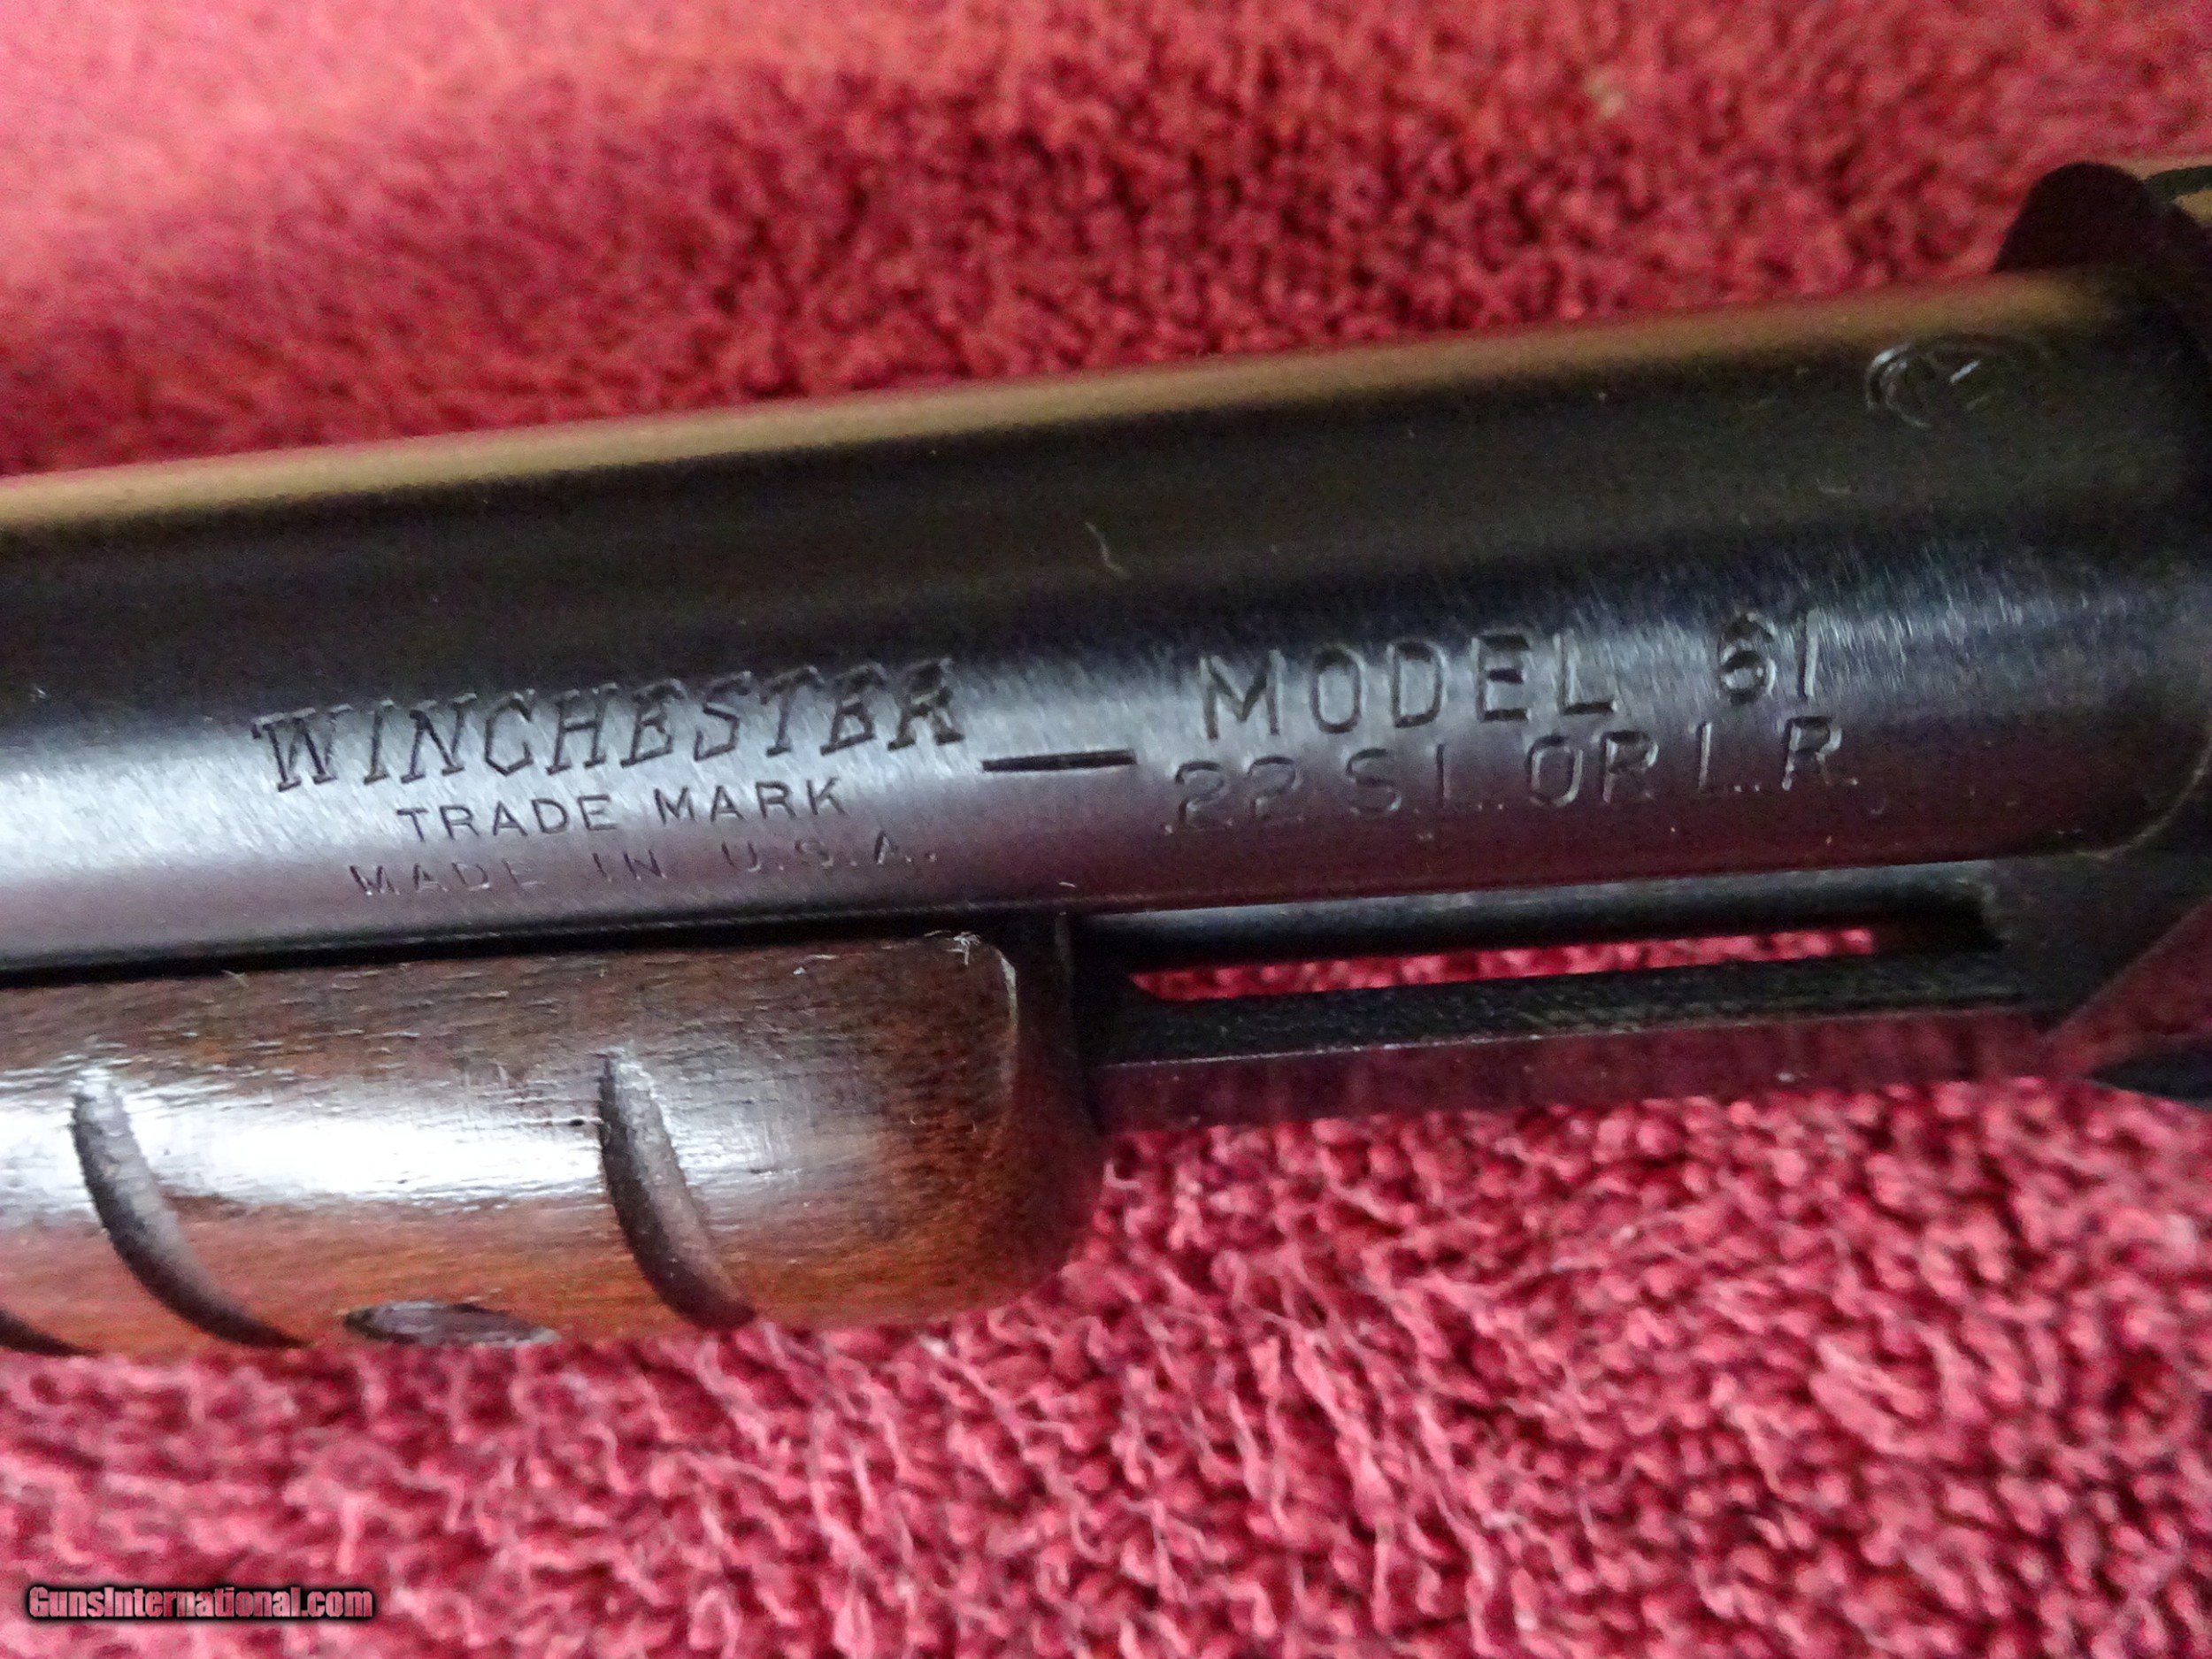 WINCHESTER
TRADE MARK
MADE IN U.S.A.
— MODEL 61
.22 S.L. OR L.R.
GunsInternational.com